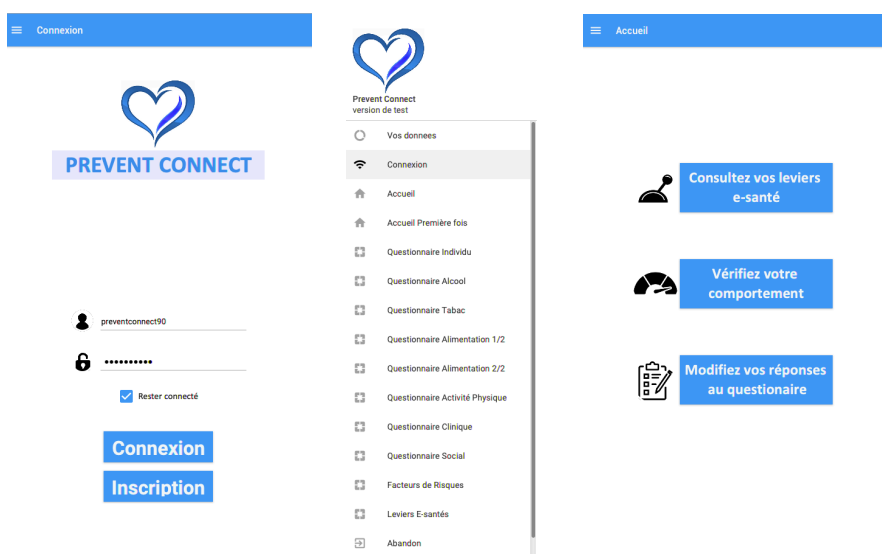 Connexion
PREVENT CONNECT
preventconnect90
••••••••••
Rester connecté
Connexion
Inscription
Prevent Connect
version de test
Vos donnees
Connexion
Accueil
Accueil Première fois
Questionnaire Individu
Questionnaire Alcool
Questionnaire Tabac
Questionnaire Alimentation 1/2
Questionnaire Alimentation 2/2
Questionnaire Activité Physique
Questionnaire Clinique
Questionnaire Social
Facteurs de Risques
Leviers E-santés
Abandon
Accueil
Consultez vos leviers
e-santé
Vérifiez votre
comportement
Modifiez vos réponses
au questionaire